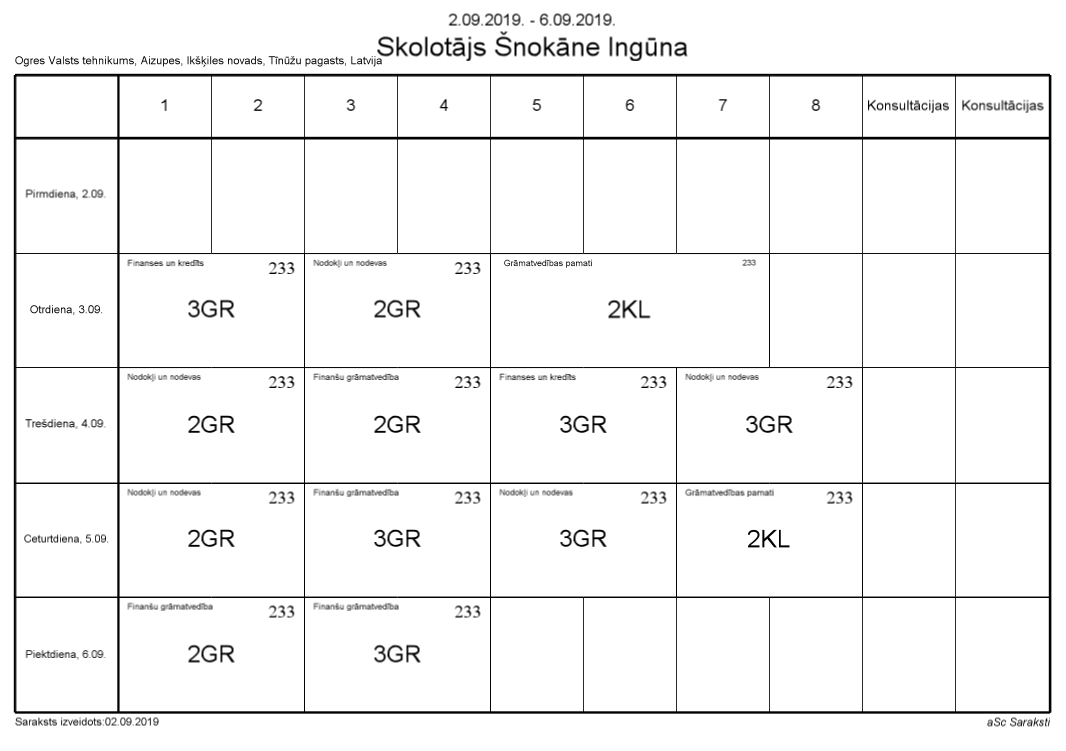 2.09.2019. - 6.09.2019.
Skolotājs Šnokāne Ingūna
Ogres Valsts tehnikums, Aizupes, Ikšķiles novads, Tīnūžu pagasts, Latvija
1 2 3 4 5 6 7 8 Konsultācijas Konsultācijas
Pirmdiena, 2.09.
Finanses un kredīts 233 Nodokļi un nodevas 233 Grāmatvedības pamati 233
Otrdiena, 3.09. 3GR 2GR 2KL
Nodokļi un nodevas 233 Finanšu grāmatvedība 233 Finanses un kredīts 233 Nodokļi un nodevas 233
Trešdiena, 4.09. 2GR 2GR 3GR 3GR
Nodokļi un nodevas 233 Finanšu grāmatvedība 233 Nodokļi un nodevas 233 Grāmatvedības pamati 233
Ceturtdiena, 5.09. 2GR 3GR 3GR 2KL
Finanšu grāmatvedība 233 Finanšu grāmatvedība 233
Piektdiena, 6.09. 2GR 3GR
Saraksts izveidots:02.09.2019 aSc Saraksti